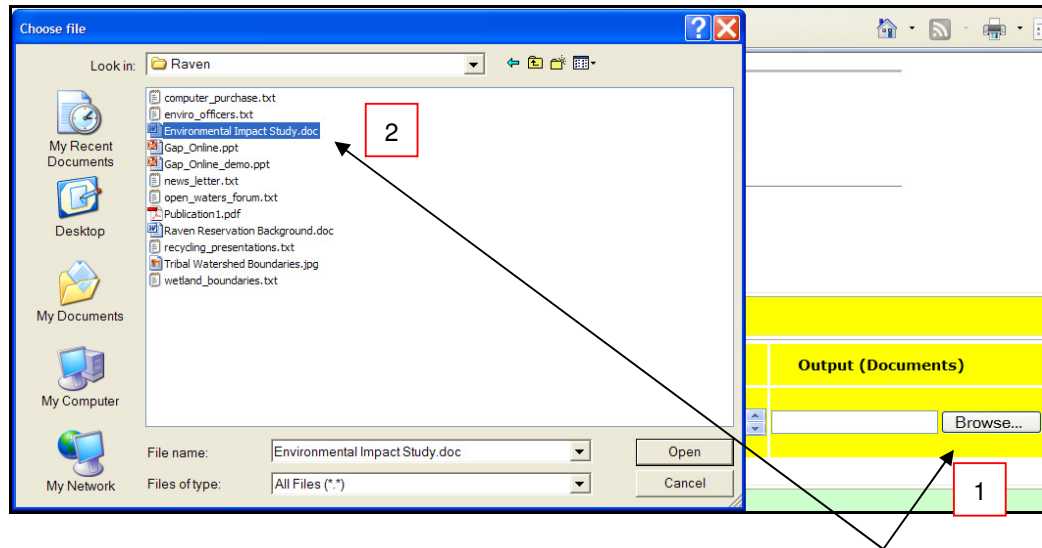 Choose file
Look in:
Raven
My Recent
Documents
Desktop
My Documents
My Computer
My Network
computer_purchase.txt
enviro_officers.txt
Environmental Impact Study.doc
Gap_Online.ppt
Gap_Online_demo.ppt
news_letter.txt
open_waters_forum.txt
Publication1.pdf
Raven Reservation Background.doc
recycling_presentations.txt
Tribal Watershed Boundaries.jpg
wetland_boundaries.txt
2
File name:
Environmental Impact Study.doc
Open
Files of type:
All Files (*.*)
Cancel
Output (Documents)
Browse...
1